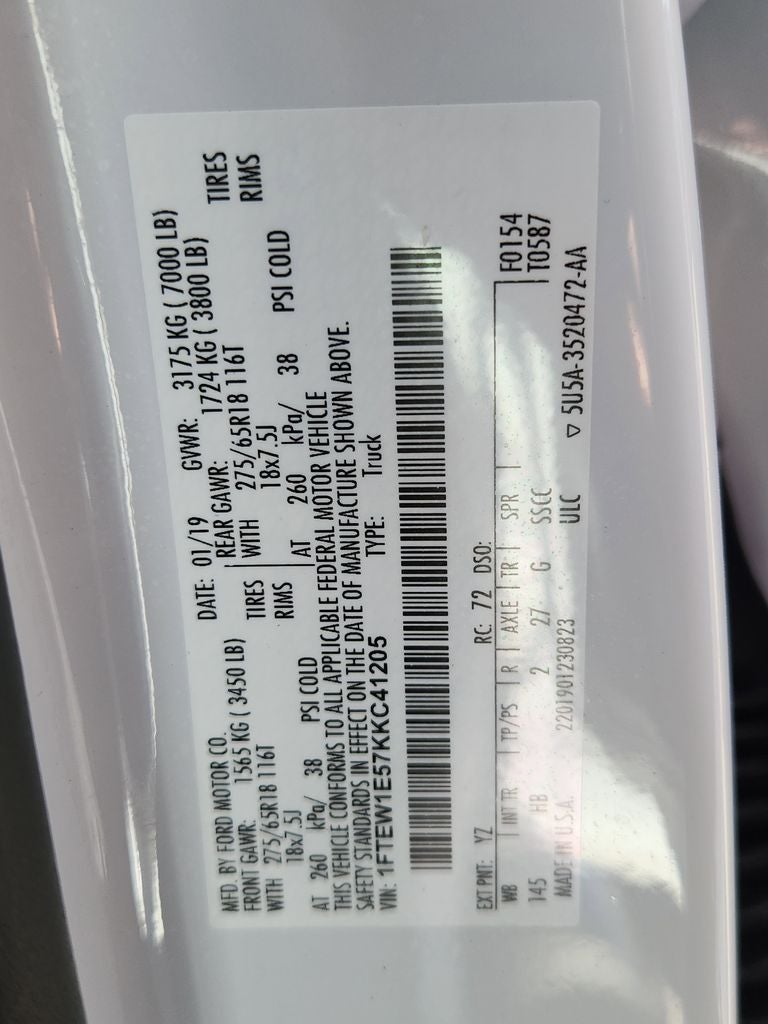 MFD. BY FORD MOTOR CO. DATE: 01/19 GVWR: 3175 KG ( 7000 LB)
FRONT GAWR: 1565 KG ( 3450 LB) REAR GAWR: 1724 KG ( 3800 LB)
WITH 275/65R18 116T TIRES WITH 275/65R18 116T TIRES
18x7.5J RIMS 18x7.5J RIMS
AT 260 kPa/ 38 PSI COLD AT 260 kPa/ 38 PSI COLD
THIS VEHICLE CONFORMS TO ALL APPLICABLE FEDERAL MOTOR VEHICLE
SAFETY STANDARDS IN EFFECT ON THE DATE OF MANUFACTURE SHOWN ABOVE.
VIN: 1FTEW1E57KKC41205 TYPE: Truck
EXT PNT: YZ RC: 72 DSO: F0154
WB INT TR TP/PS R AXLE TR SPR T0587
145 HB 2 27 G SSCC
MADE IN U.S.A. 2201901230823 ULC ▽ 5U5A-3520472-AA